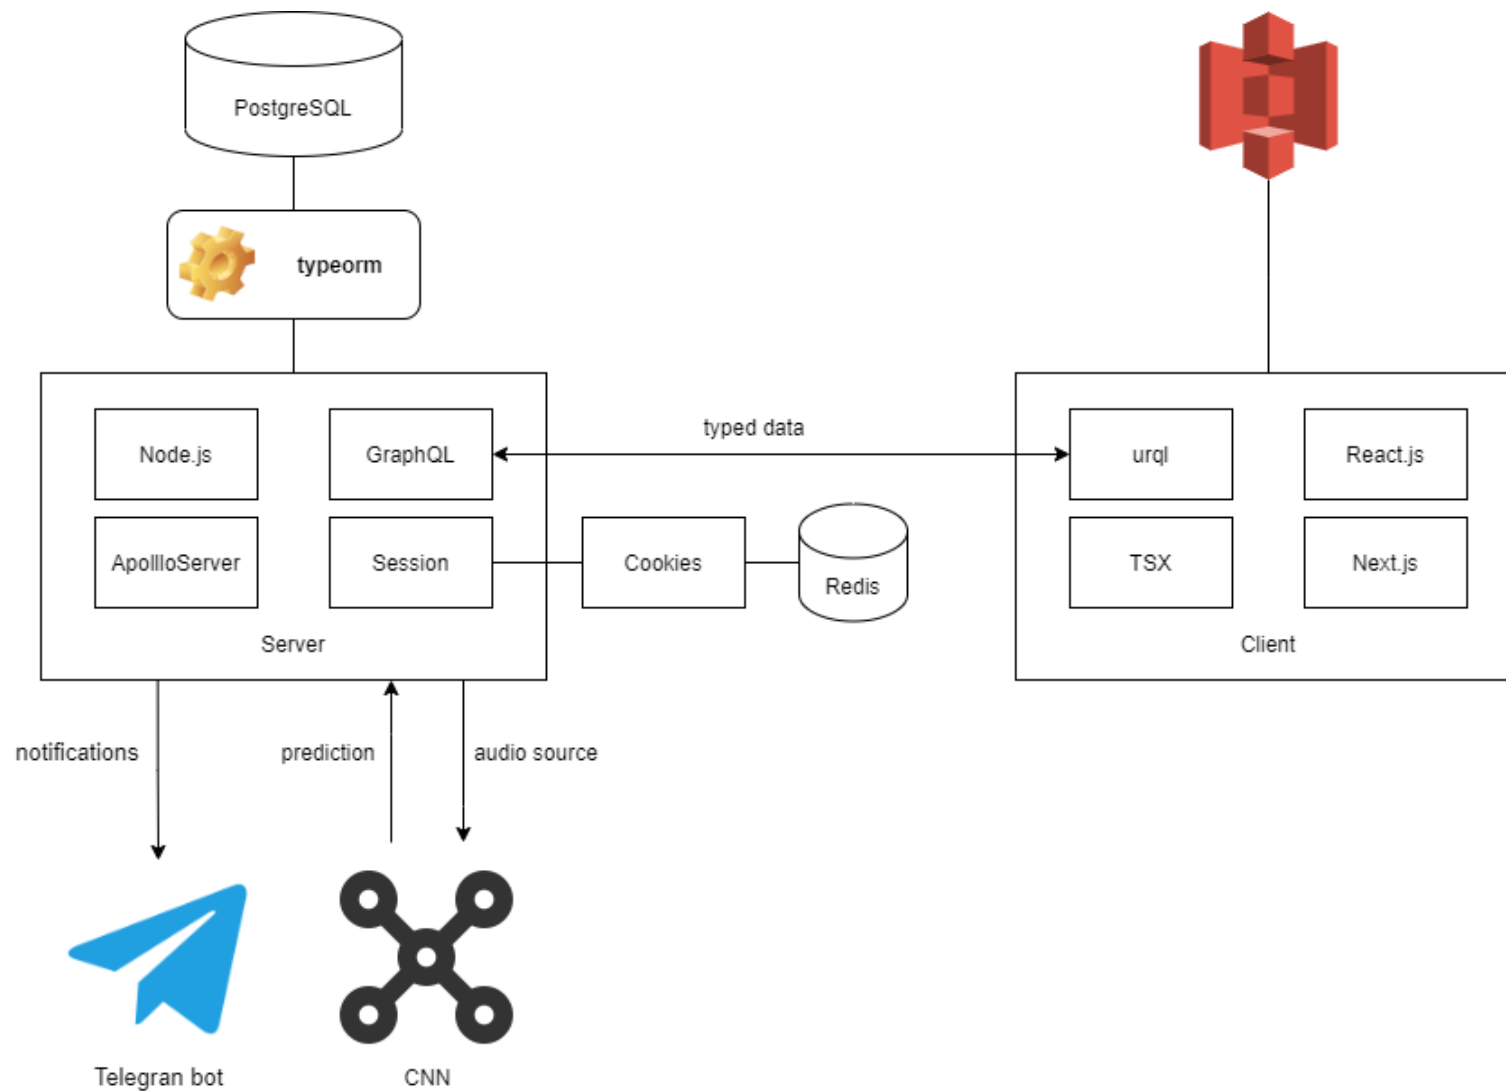 PostgreSQL
typeorm
typed data
Node.js
GraphQL
urql
React.js
ApollloServer
Session
Cookies
Redis
TSX
Next.js
Server
Client
notifications
prediction
audio source
Telegran bot
CNN